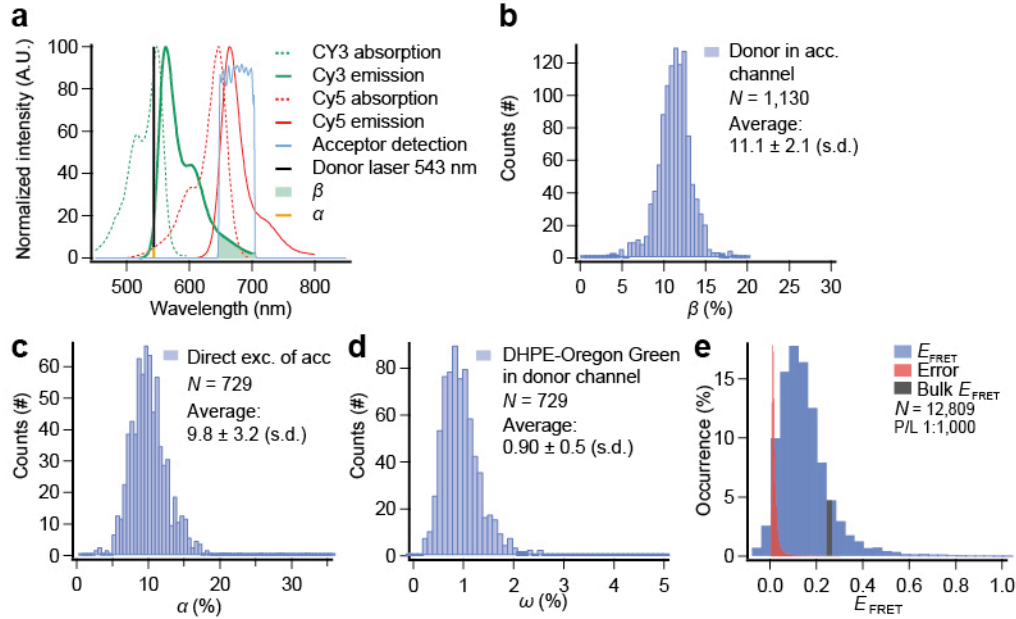 a
Normalized intensity (A.U.)
100
80
60
40
20
0
500
600
700
800
Wavelength (nm)
CY3 absorption
Cy3 emission
Cy5 absorption
Cy5 emission
Acceptor detection
Donor laser 543 nm
β
α
b
Counts (#)
120
100
80
60
40
20
0
0
5
10
15
20
25
30
β (%)
Donor in acc.
channel
N = 1,130
Average:
11.1 ± 2.1 (s.d.)
c
Counts (#)
60
50
40
30
20
10
0
0
10
20
30
α (%)
Direct exc. of acc
N = 729
Average:
9.8 ± 3.2 (s.d.)
d
Counts (#)
80
60
40
20
0
0
1
2
3
4
5
ω (%)
DHPE-Oregon Green
in donor channel
N = 729
Average:
0.90 ± 0.5 (s.d.)
e
Occurrence (%)
15
10
5
0
0.0
0.2
0.4
0.6
0.8
1.0
E FRET
E FRET
Error
Bulk E FRET
N = 12,809
P/L 1:1,000